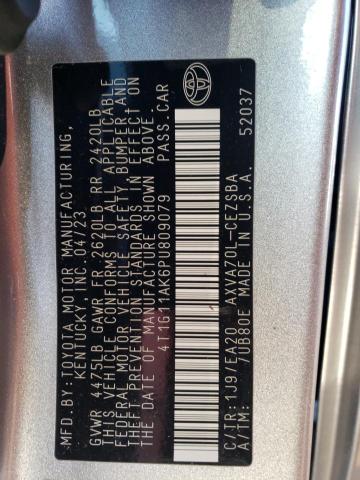 MFD. BY: TOYOTA MOTOR MANUFACTURING,
KENTUCKY, INC. 04/23
GVWR 4475LB GAWR FR 2620LB RR 2420LB
THIS VEHICLE CONFORMS TO ALL APPLICABLE
FEDERAL MOTOR VEHICLE SAFETY, BUMPER, AND
THEFT PREVENTION STANDARDS IN EFFECT ON
THE DATE OF MANUFACTURE SHOWN ABOVE.
4T1G11AK6PU809079 PASS.CAR
C/TR: 1J9/EA20 AXVA70L-CEZSBA
A/TM: 7UB80E MADE IN U.S.A. 52037